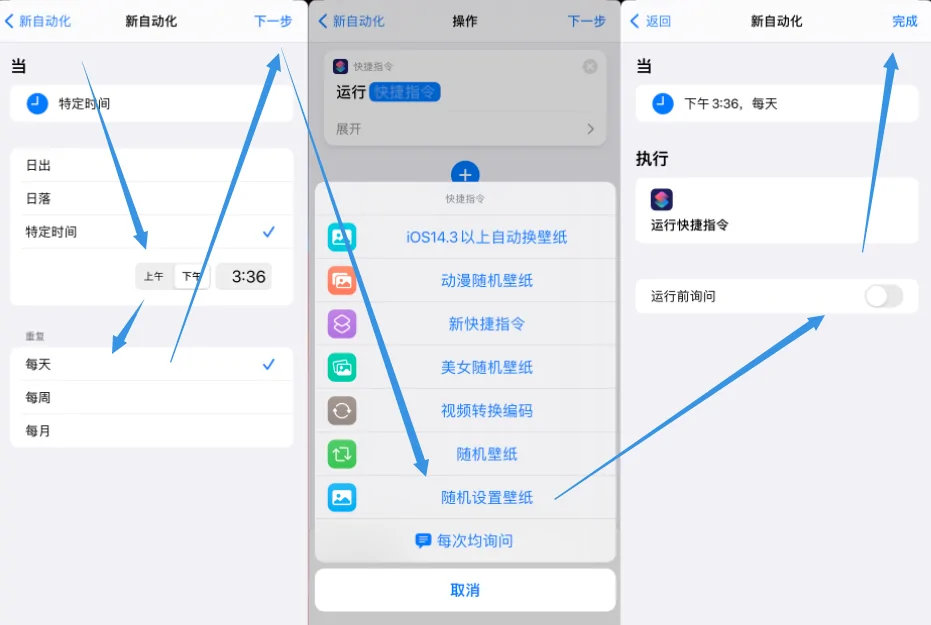 新自动化
新自动化
下一步
当
特定时间
日出
日落
特定时间
上午 下午 3:36
重复
每天
每周
每月
新自动化
操作
下一步
快捷指令
运行 快捷指令
展开
快捷指令
iOS14.3以上自动换壁纸
动漫随机壁纸
新快捷指令
美女随机壁纸
视频转换编码
随机壁纸
随机设置壁纸
每次均询问
取消
返回
新自动化
完成
当
下午3:36，每天
执行
运行快捷指令
运行前询问